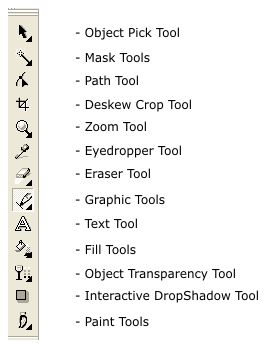 - Object Pick Tool
- Mask Tools
- Path Tool
- Deskew Crop Tool
- Zoom Tool
- Eyedropper Tool
- Eraser Tool
- Graphic Tools
- Text Tool
- Fill Tools
- Object Transparency Tool
- Interactive DropShadow Tool
- Paint Tools